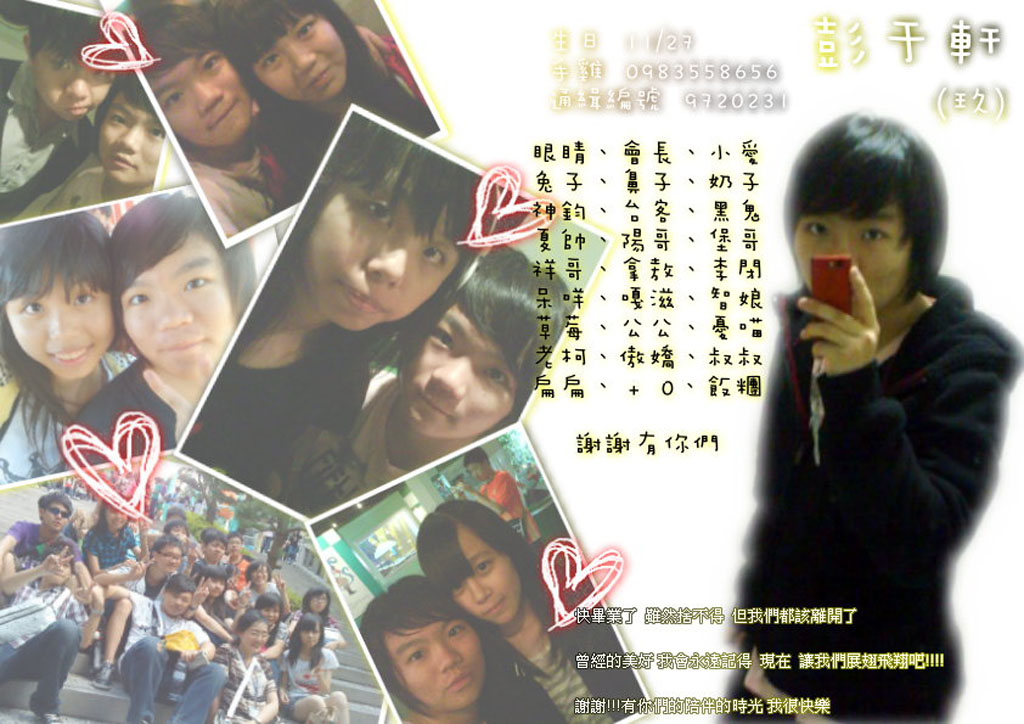 彭于軒
(玖)
生日 11/27
手雞 0983558656
通緝編號 9720231
眼睛、會長、小愛
兔子、鼻子、奶子
神鈞、台客、黑鬼
夏帥、陽哥、堡哥
祥哥、拿敖、李閉
呆咩、嘎滋、智娘
草莓、公公、憂喵
老柯、傲嬌、叔叔
扁扁、+0、飯糰
謝謝有你們
快畢業了 雖然捨不得 但我們都該離開了
曾經的美好 我會永遠記得 現在 讓我們展翅飛翔吧!!!!
謝謝!!!有你們的陪伴的時光 我很快樂